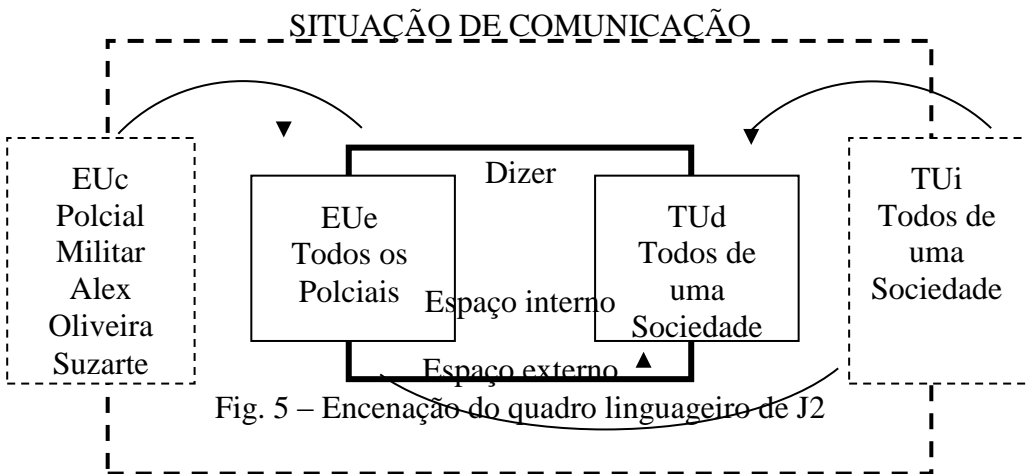 SITUAÇÃO DE COMUNICAÇÃO
EUc
Polcial
Militar
Alex
Oliveira
Suzarte
EUe
Todos os
Polciais
Dizer
Espaço interno
Espaço externo
TUd
Todos de
uma
Sociedade
TUi
Todos de
uma
Sociedade
Fig. 5 – Encenação do quadro linguageiro de J2